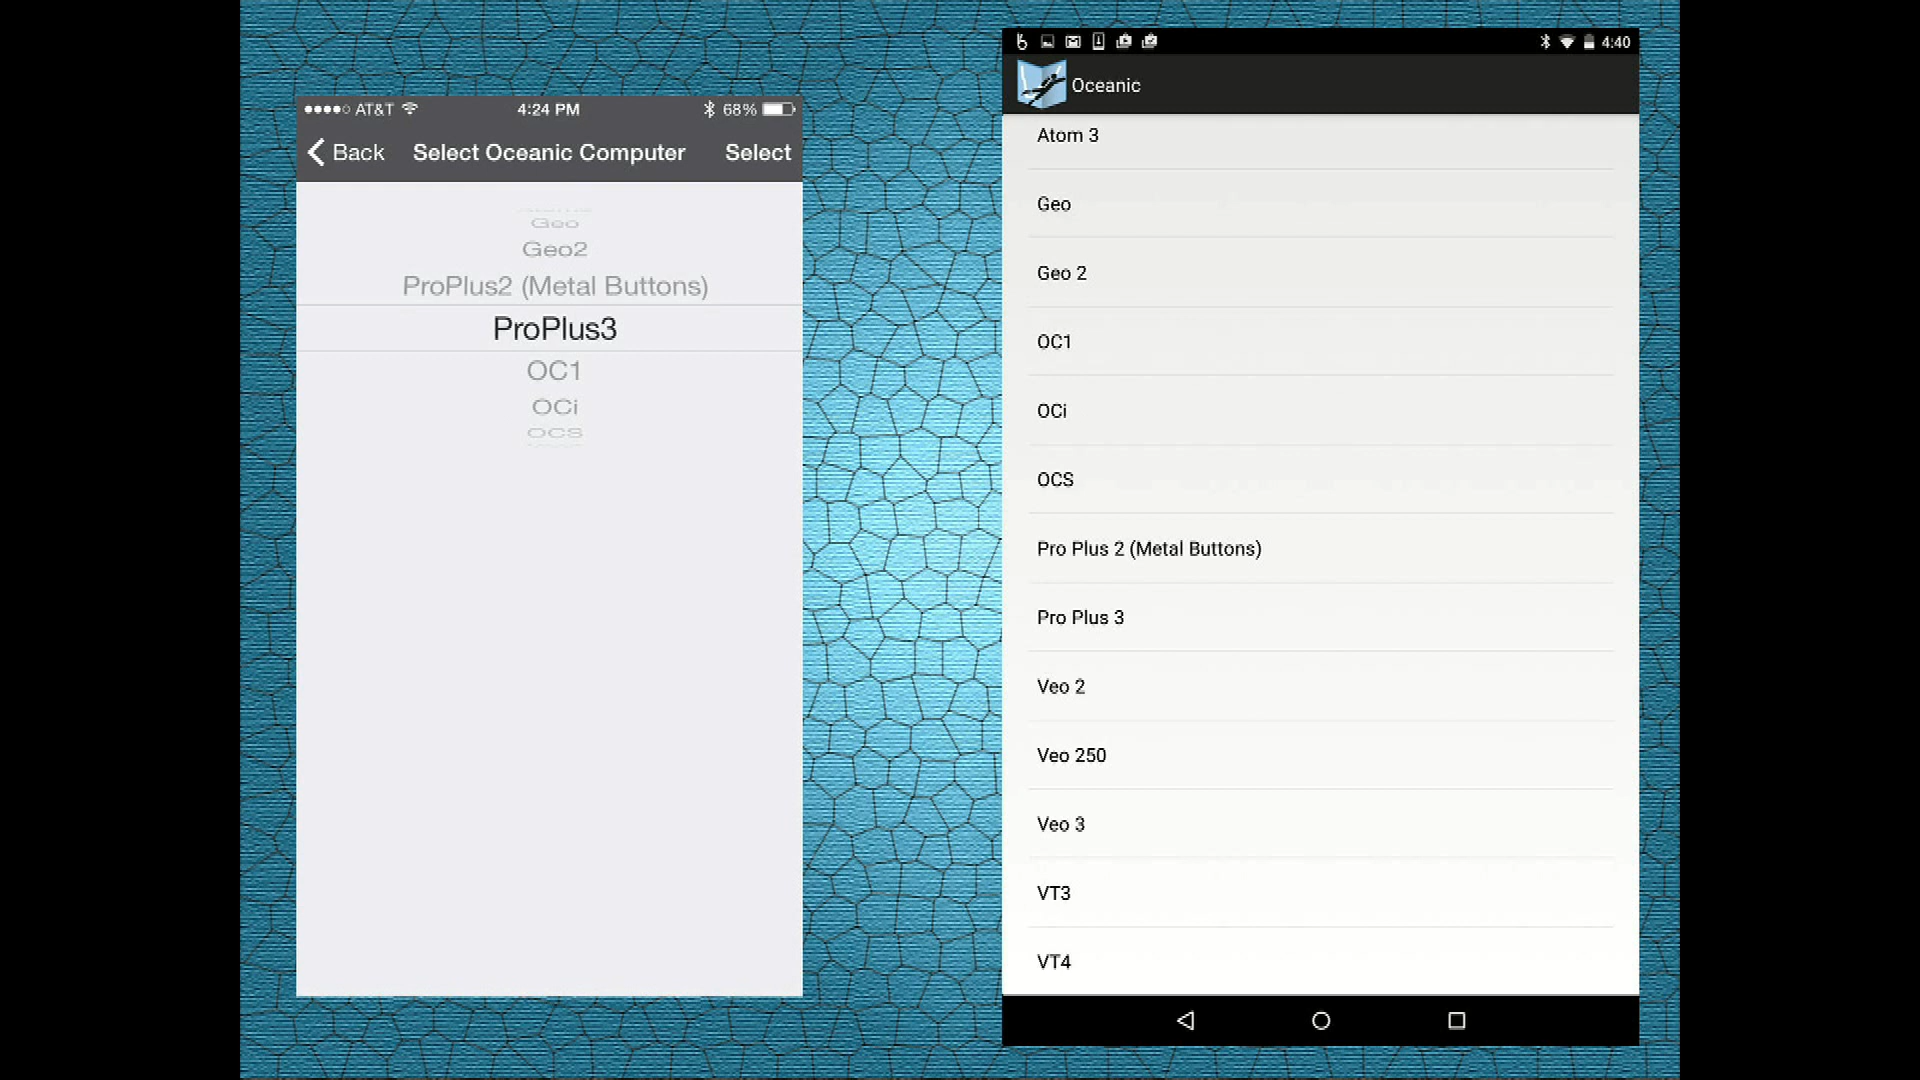 AT&T 4:24 PM 68%
Back Select Oceanic Computer Select
Geo
Geo2
ProPlus2 (Metal Buttons)
ProPlus3
OC1
OCi
OCS
4:40
Oceanic
Atom 3
Geo
Geo 2
OC1
OCi
OCS
Pro Plus 2 (Metal Buttons)
Pro Plus 3
Veo 2
Veo 250
Veo 3
VT3
VT4